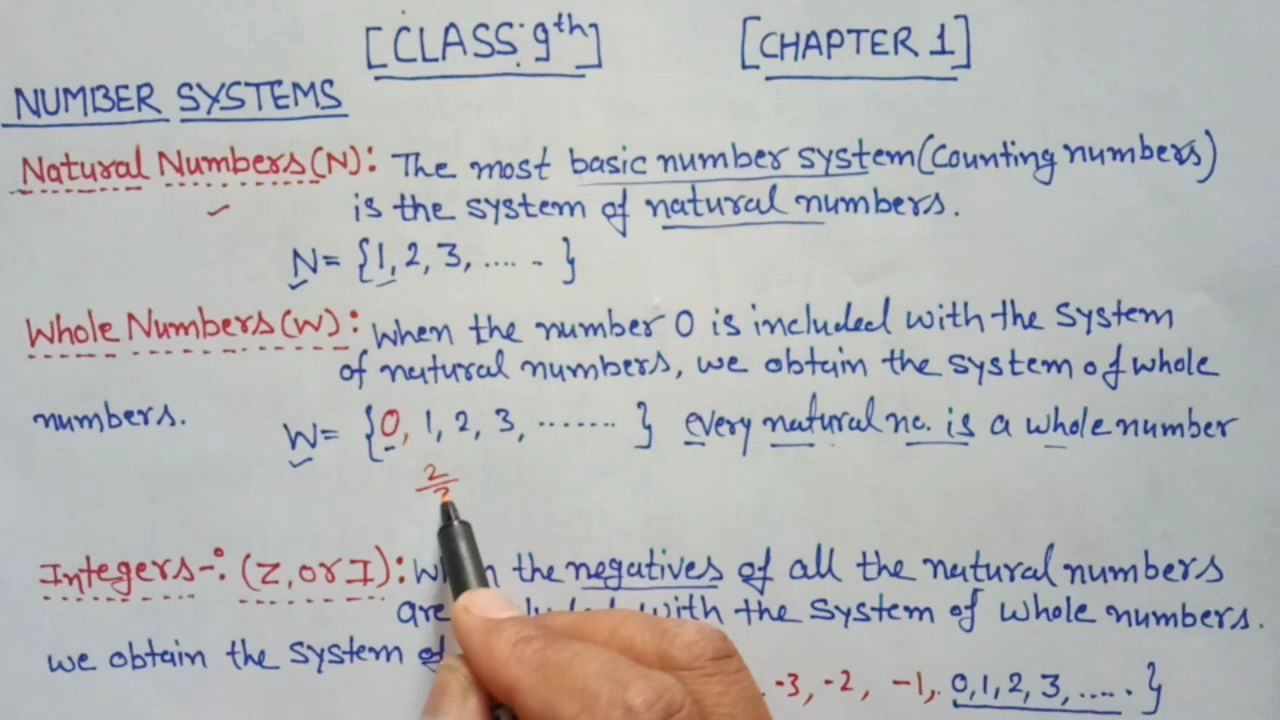 [CLASS: 9th] [CHAPTER 1]
NUMBER SYSTEMS
Natural Numbers(N): The most basic number system(Counting numbers)
is the system of natural numbers.
N= {1, 2, 3, ..... - }
Whole Numbers(W): When the number 0 is included with the system
of natural numbers, we obtain the system of whole
numbers.
W= {0, 1, 2, 3, ....... } every natural no. is a whole number
2
Integers-: (Z, or I): the negatives of all the natural numbers
are with the system of whole numbers.
we obtain the system of
-3, -2, -1, 0, 1, 2, 3, ..... . }